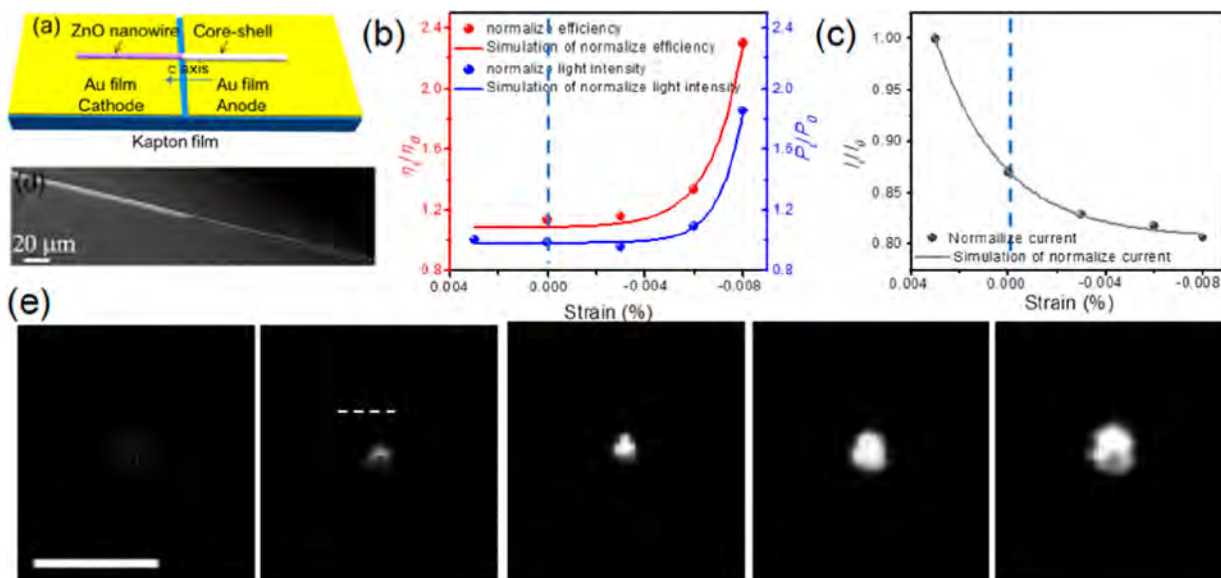 (a)
ZnO nanowire
Core-shell
c axis
Au film
Cathode
Au film
Anode
Kapton film
(d)
20 μm
(b)
normalize efficiency
Simulation of normalize efficiency
normalize light intensity
Simulation of normalize light intensity
2.4
2.0
1.6
1.2
0.8
ηᵢ/η₀
2.4
2.0
1.6
1.2
0.8
Pᵢ/P₀
0.004
0.000
-0.004
-0.008
Strain (%)
(c)
1.00
0.95
0.90
0.85
0.80
Iᵢ/I₀
Normailize current
Simulation of normalize current
0.004
0.000
-0.004
-0.008
Strain (%)
(e)